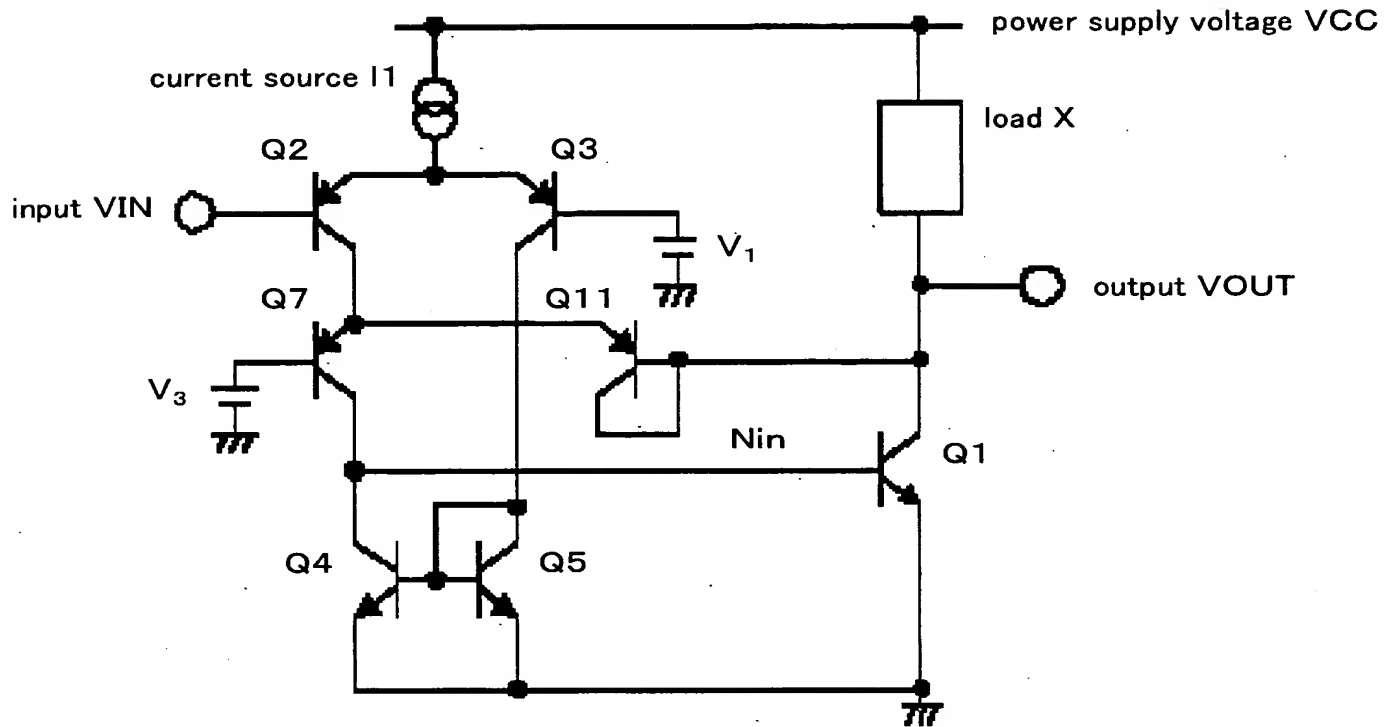 power supply voltage VCC
current source I1
load X
Q2
Q3
input VIN
V1
Q7
Q11
output VOUT
V3
Nin
Q1
Q4
Q5